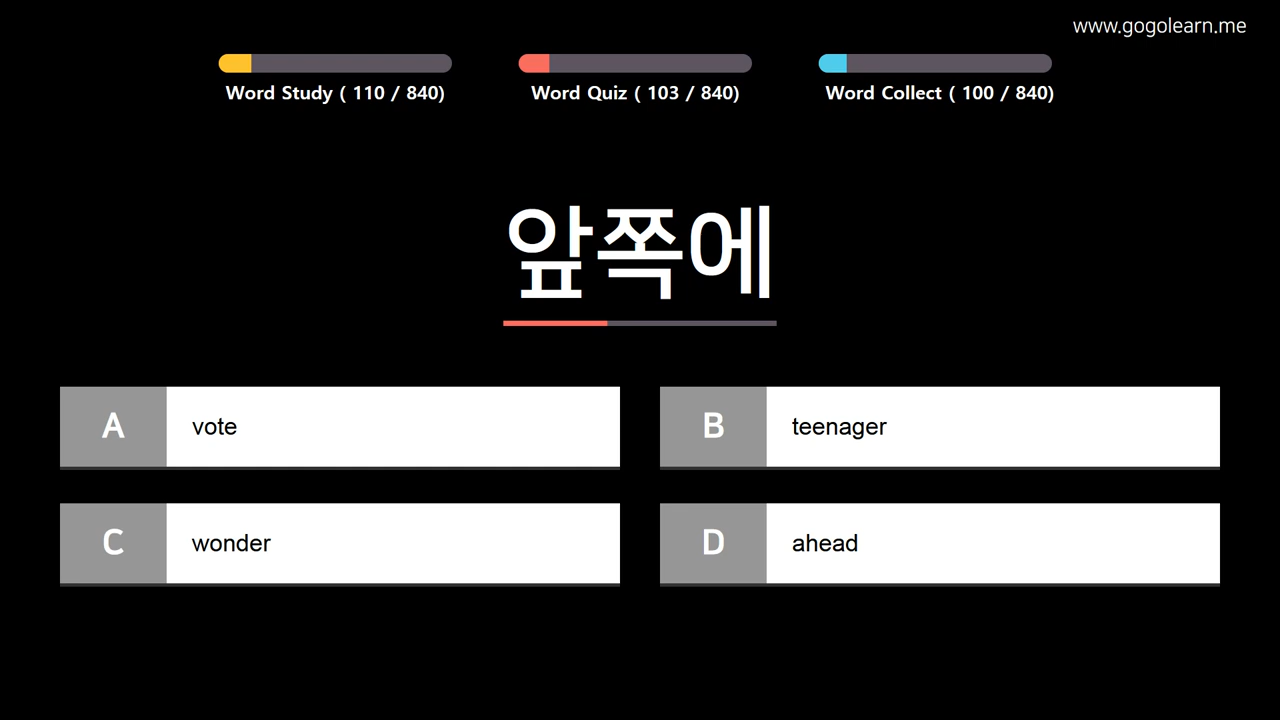 www.gogolearn.me
Word Study ( 110 / 840)
Word Quiz ( 103 / 840)
Word Collect ( 100 / 840)
앞쪽에
A vote
B teenager
C wonder
D ahead